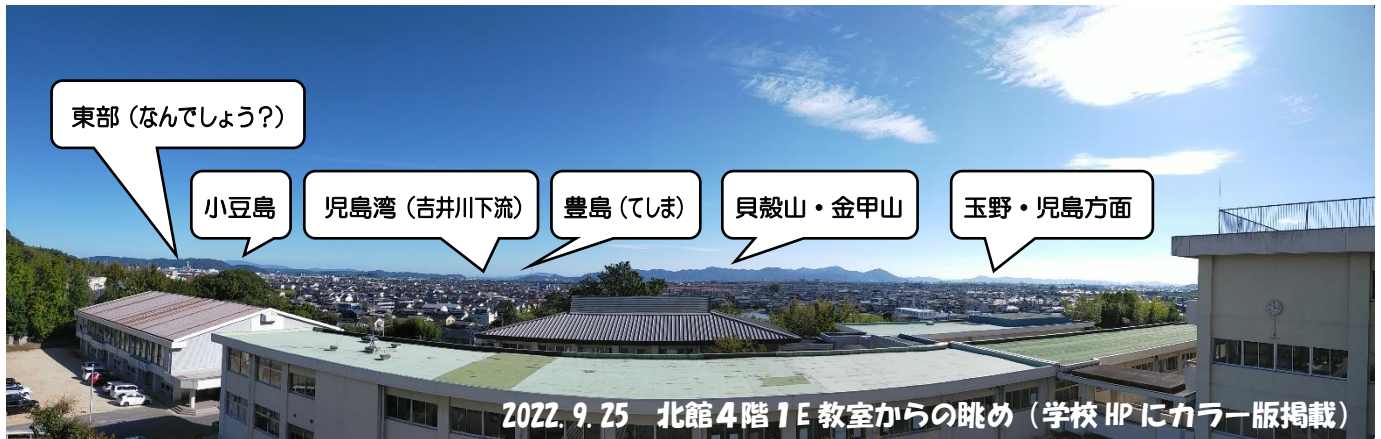 東部（なんでしょう？）
小豆島
児島湾（吉井川下流）
豊島（てしま）
貝殻山・金甲山
玉野・児島方面
2022.9.25　北館４階１E教室からの眺め（学校HPにカラー版掲載）